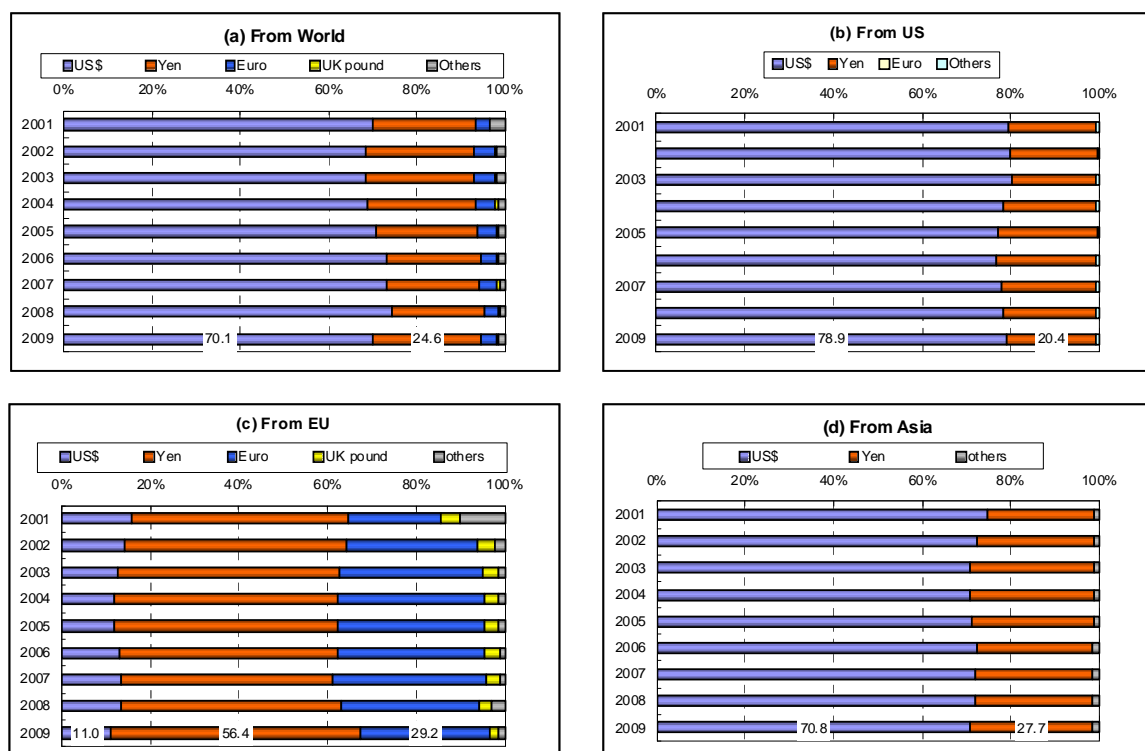 (a) From World
US$ Yen Euro UK pound Others
0% 20% 40% 60% 80% 100%
2001
2002
2003
2004
2005
2006
2007
2008
2009 70.1 24.6
(b) From US
US$ Yen Euro Others
0% 20% 40% 60% 80% 100%
2001
2003
2005
2007
2009 78.9 20.4
(c) From EU
US$ Yen Euro UK pound others
0% 20% 40% 60% 80% 100%
2001
2002
2003
2004
2005
2006
2007
2008
2009 11.0 56.4 29.2
(d) From Asia
US$ Yen others
0% 20% 40% 60% 80% 100%
2001
2002
2003
2004
2005
2006
2007
2008
2009 70.8 27.7